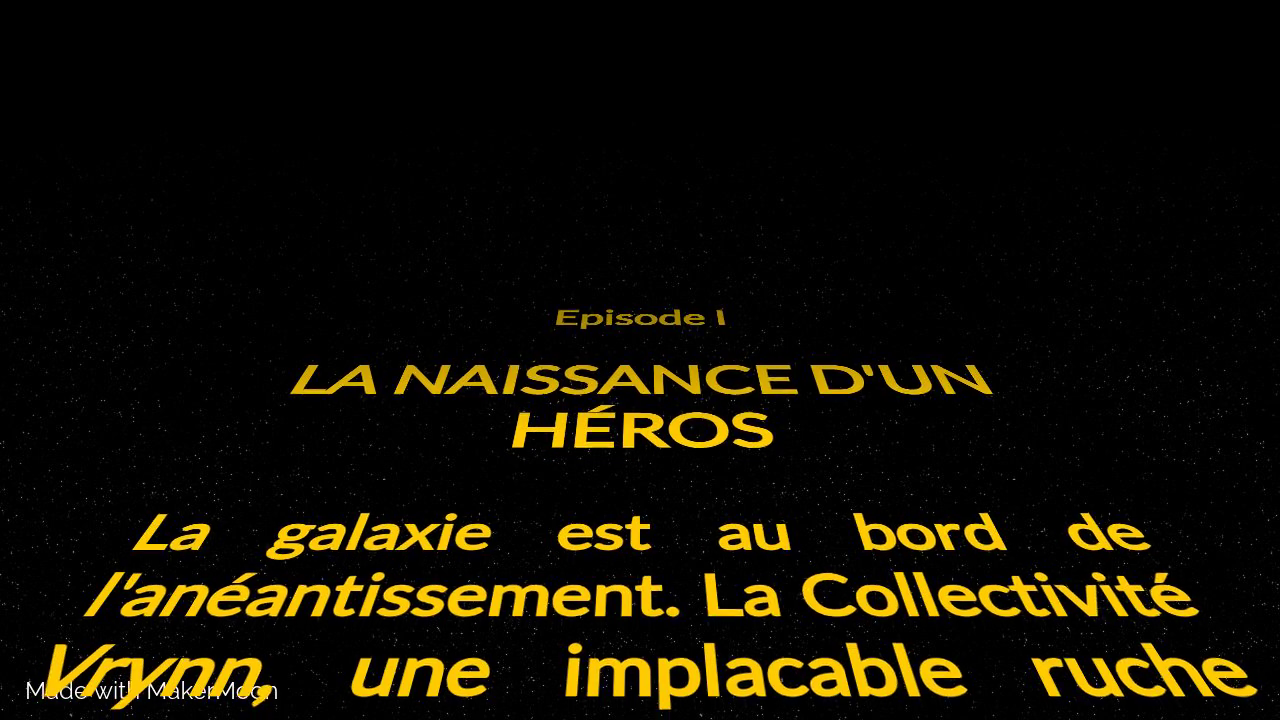 Episode I
LA NAISSANCE D'UN
HÉROS
La galaxie est au bord de
l'anéantissement. La Collectivité
Vrynn, une implacable ruche
Made with MakerMoon